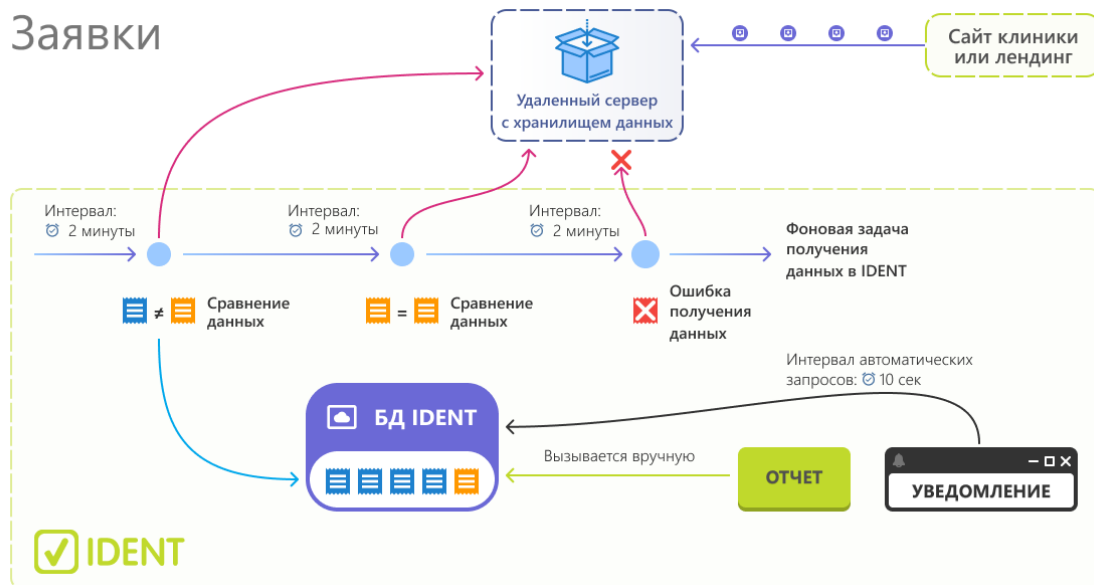 Заявки
Сайт клиники
или лендинг
Удаленный сервер
с хранилищем данных
Интервал:
2 минуты
Интервал:
2 минуты
Интервал:
2 минуты
Фоновая задача
получения
данных в IDENT
≠
Сравнение
данных
=
Сравнение
данных
Ошибка
получения
данных
Интервал автоматических
запросов: 10 сек
БД IDENT
Вызывается вручную
ОТЧЕТ
УВЕДОМЛЕНИЕ
IDENT